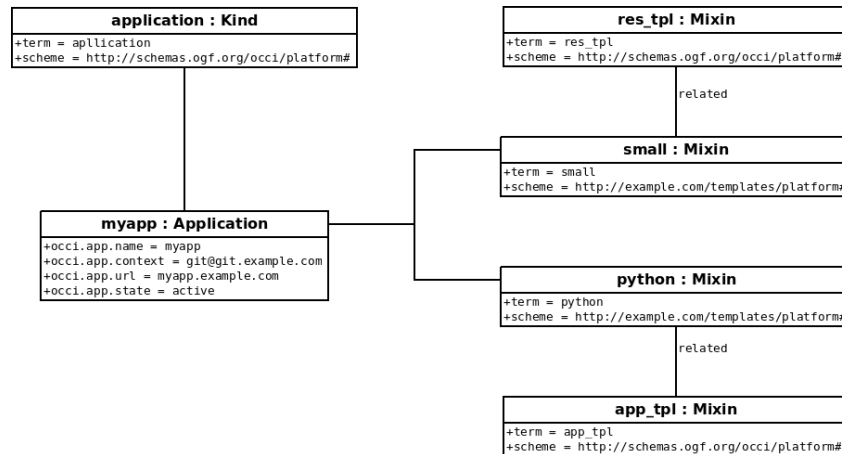 application : Kind
+term = apllication
+scheme = http://schemas.ogf.org/occi/platform#
res_tpl : Mixin
+term = res_tpl
+scheme = http://schemas.ogf.org/occi/platform#
related
small : Mixin
+term = small
+scheme = http://example.com/templates/platform#
myapp : Application
+occi.app.name = myapp
+occi.app.context = git@git.example.com
+occi.app.url = myapp.example.com
+occi.app.state = active
python : Mixin
+term = python
+scheme = http://example.com/templates/platform#
related
app_tpl : Mixin
+term = app_tpl
+scheme = http://schemas.ogf.org/occi/platform#